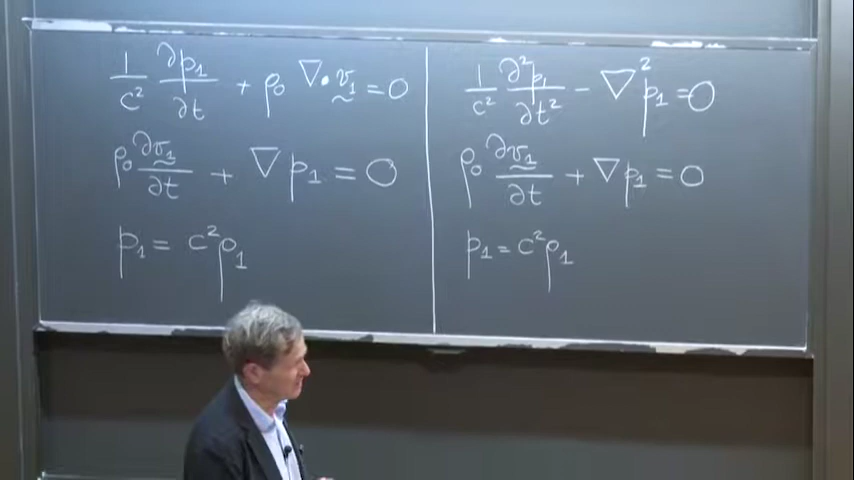 1/c² ∂p₁/∂t + ρ₀ ∇·v₁ = 0
ρ₀ ∂v₁/∂t + ∇p₁ = 0
p₁ = c²ρ₁
1/c² ∂²p₁/∂t² − ∇²p₁ = 0
ρ₀ ∂v₁/∂t + ∇p₁ = 0
p₁ = c²ρ₁